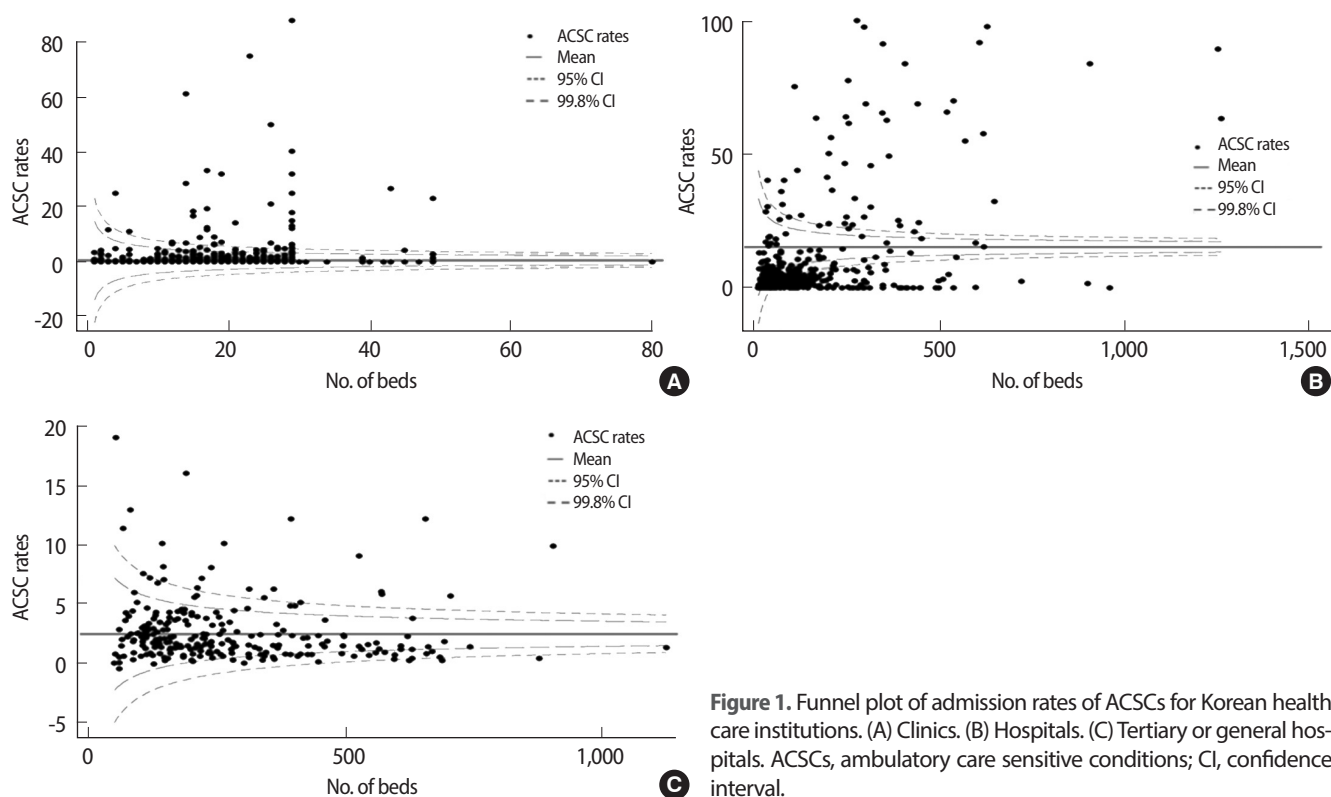 80
60
40
20
0
-20
ACSC rates
ACSC rates
Mean
95% CI
99.8% CI
0 20 40 60 80
No. of beds
A
100
50
0
ACSC rates
ACSC rates
Mean
95% CI
99.8% CI
0 500 1,000 1,500
No. of beds
B
20
15
10
5
0
-5
ACSC rates
ACSC rates
Mean
95% CI
99.8% CI
0 500 1,000
No. of beds
C
Figure 1. Funnel plot of admission rates of ACSCs for Korean health
care institutions. (A) Clinics. (B) Hospitals. (C) Tertiary or general hos-
pitals. ACSCs, ambulatory care sensitive conditions; CI, confidence
interval.